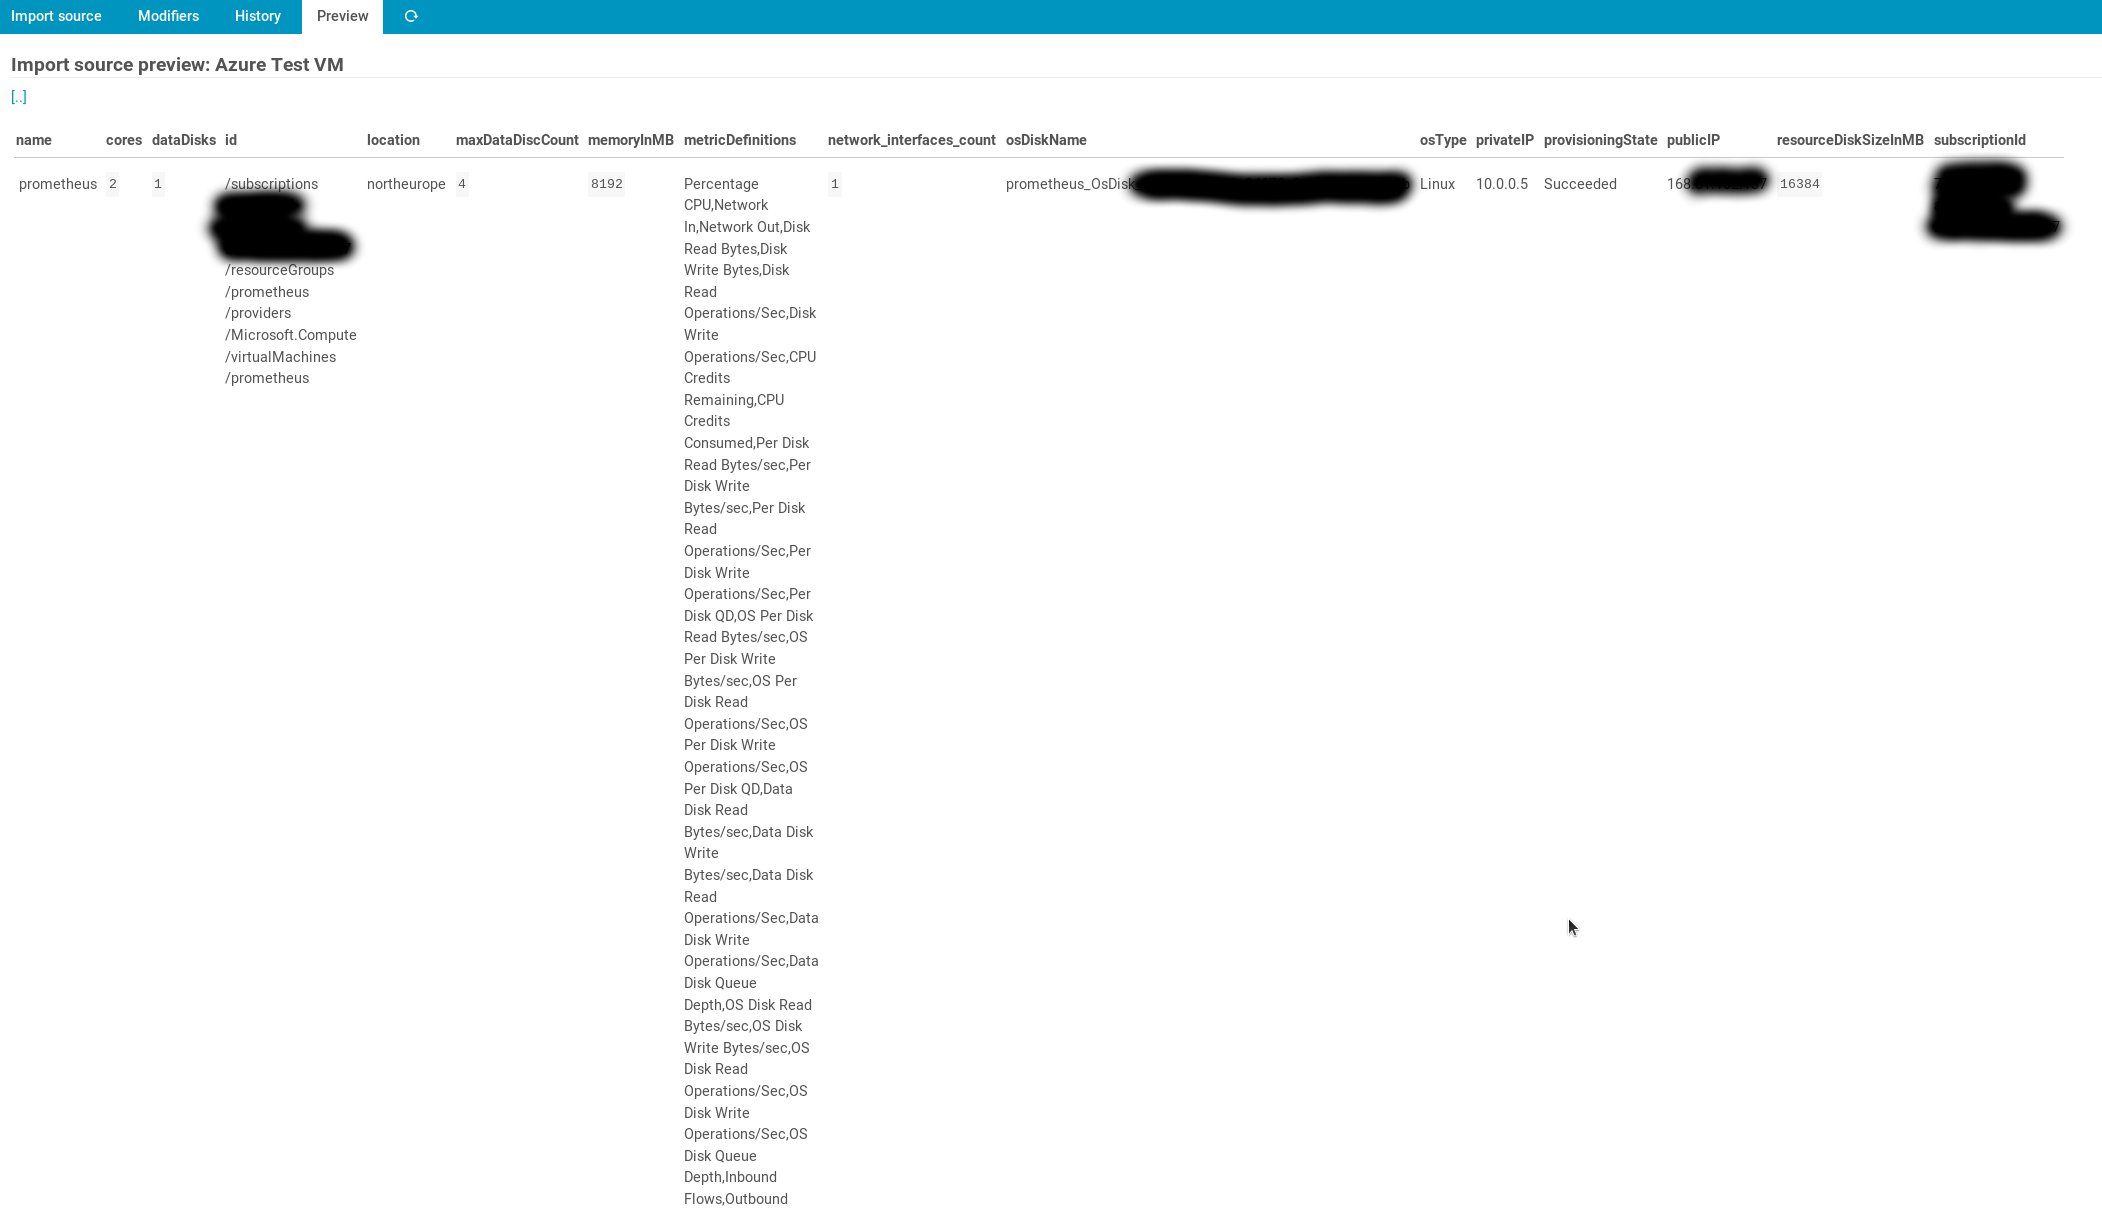 Import source Modifiers History Preview
Import source preview: Azure Test VM
[..]
name cores dataDisks id location maxDataDiscCount memoryInMB metricDefinitions network_interfaces_count osDiskName osType privateIP provisioningState publicIP resourceDiskSizeInMB subscriptionId
prometheus 2 1 /subscriptions northeurope 4 8192 Percentage 1 prometheus_OsDisk Linux 10.0.0.5 Succeeded 168 16384
CPU,Network
In,Network Out,Disk
Read Bytes,Disk
/resourceGroups Write Bytes,Disk
/prometheus Read
/providers Operations/Sec,Disk
/Microsoft.Compute Write
/virtualMachines Operations/Sec,CPU
/prometheus Credits
Remaining,CPU
Credits
Consumed,Per Disk
Read Bytes/sec,Per
Disk Write
Bytes/sec,Per Disk
Read
Operations/Sec,Per
Disk Write
Operations/Sec,Per
Disk QD,OS Per Disk
Read Bytes/sec,OS
Per Disk Write
Bytes/sec,OS Per
Disk Read
Operations/Sec,OS
Per Disk Write
Operations/Sec,OS
Per Disk QD,Data
Disk Read
Bytes/sec,Data Disk
Write
Bytes/sec,Data Disk
Read
Operations/Sec,Data
Disk Write
Operations/Sec,Data
Disk Queue
Depth,OS Disk Read
Bytes/sec,OS Disk
Write Bytes/sec,OS
Disk Read
Operations/Sec,OS
Disk Write
Operations/Sec,OS
Disk Queue
Depth,Inbound
Flows,Outbound